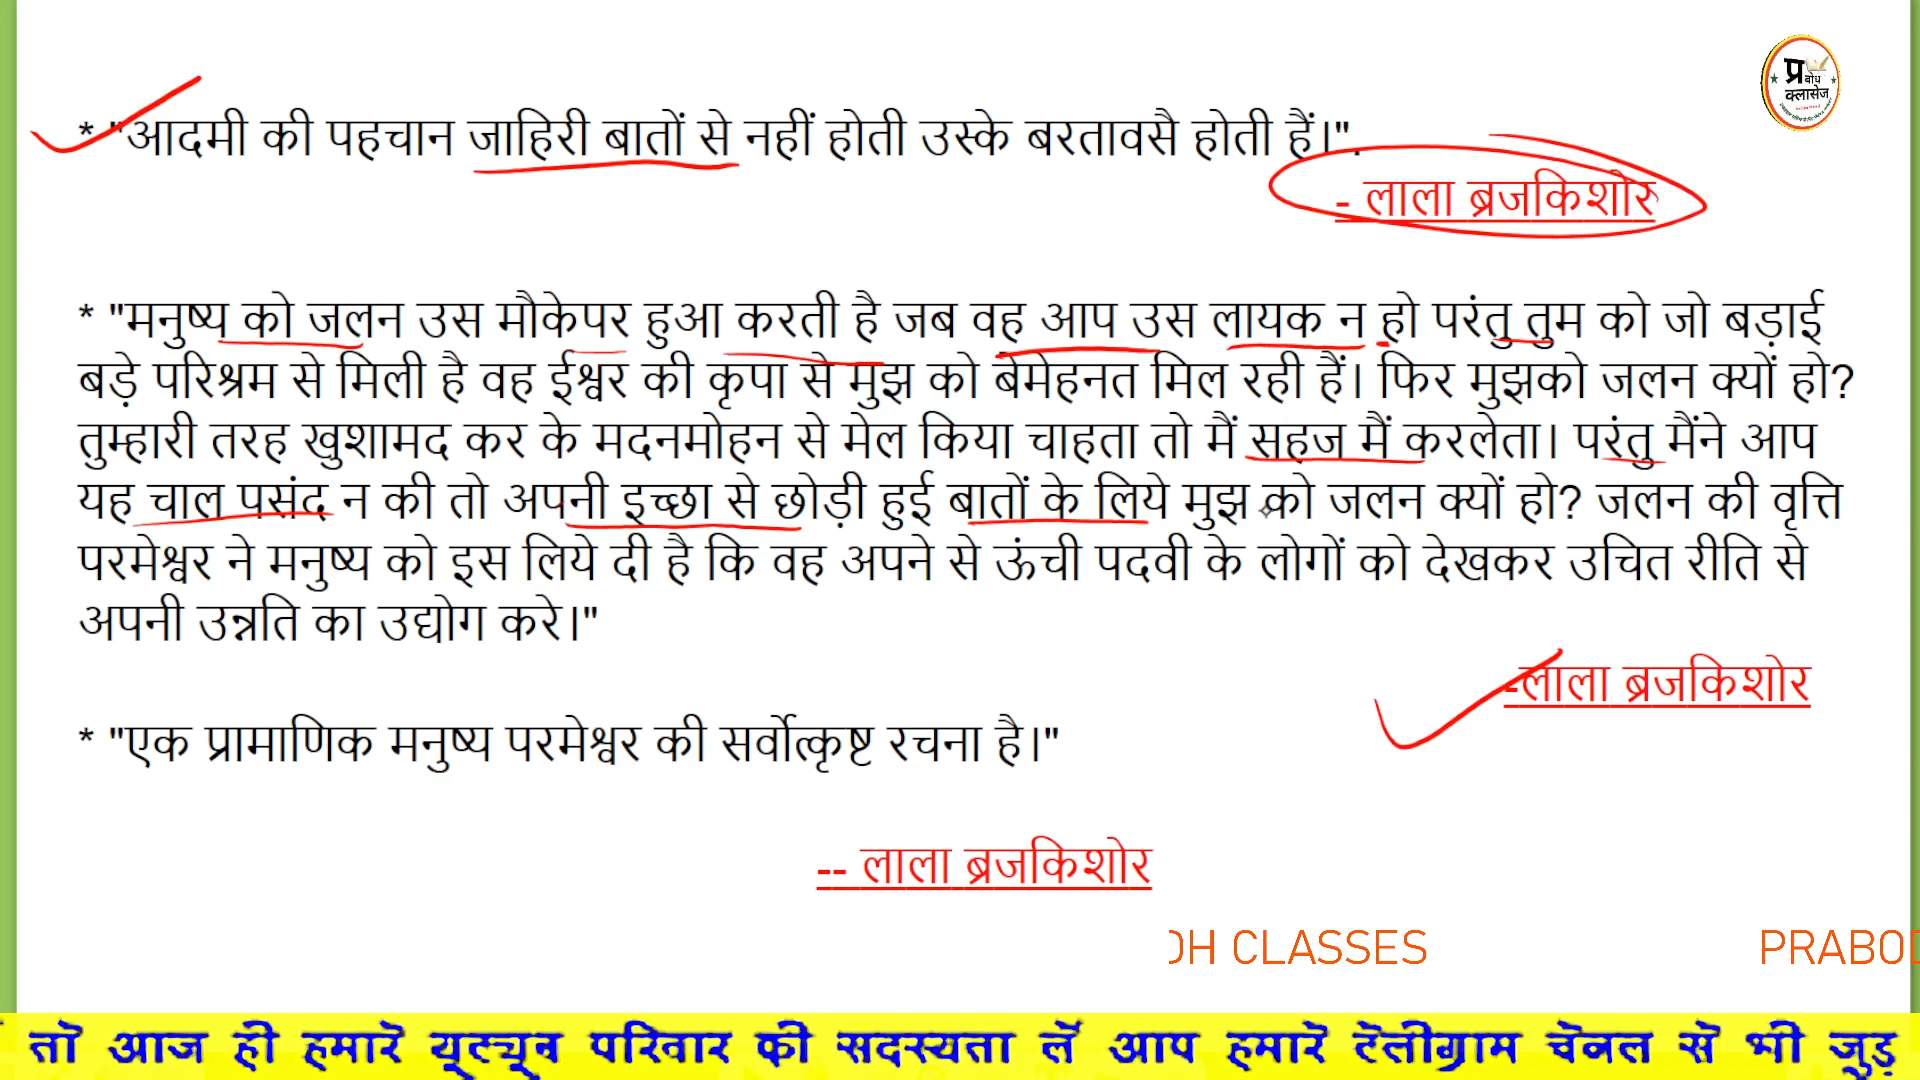 प्र बोध
क्लासेज
* "आदमी की पहचान जाहिरी बातों से नहीं होती उस्के बरतावसै होती हैं।".
- लाला ब्रजकिशोर
* "मनुष्य को जलन उस मौकेपर हुआ करती है जब वह आप उस लायक न हो परंतु तुम को जो बड़ाई
बड़े परिश्रम से मिली है वह ईश्वर की कृपा से मुझ को बेमेहनत मिल रही हैं। फिर मुझको जलन क्यों हो?
तुम्हारी तरह खुशामद कर के मदनमोहन से मेल किया चाहता तो मैं सहज मैं करलेता। परंतु मैंने आप
यह चाल पसंद न की तो अपनी इच्छा से छोड़ी हुई बातों के लिये मुझ को जलन क्यों हो? जलन की वृत्ति
परमेश्वर ने मनुष्य को इस लिये दी है कि वह अपने से ऊंची पदवी के लोगों को देखकर उचित रीति से
अपनी उन्नति का उद्योग करे।"
-लाला ब्रजकिशोर
* "एक प्रामाणिक मनुष्य परमेश्वर की सर्वोत्कृष्ट रचना है।"
-- लाला ब्रजकिशोर
DH CLASSES PRABOD
तो आज ही हमारे यूट्यूब परिवार की सदस्यता लें आप हमारे टेलीग्राम चेनल से भी जुड़